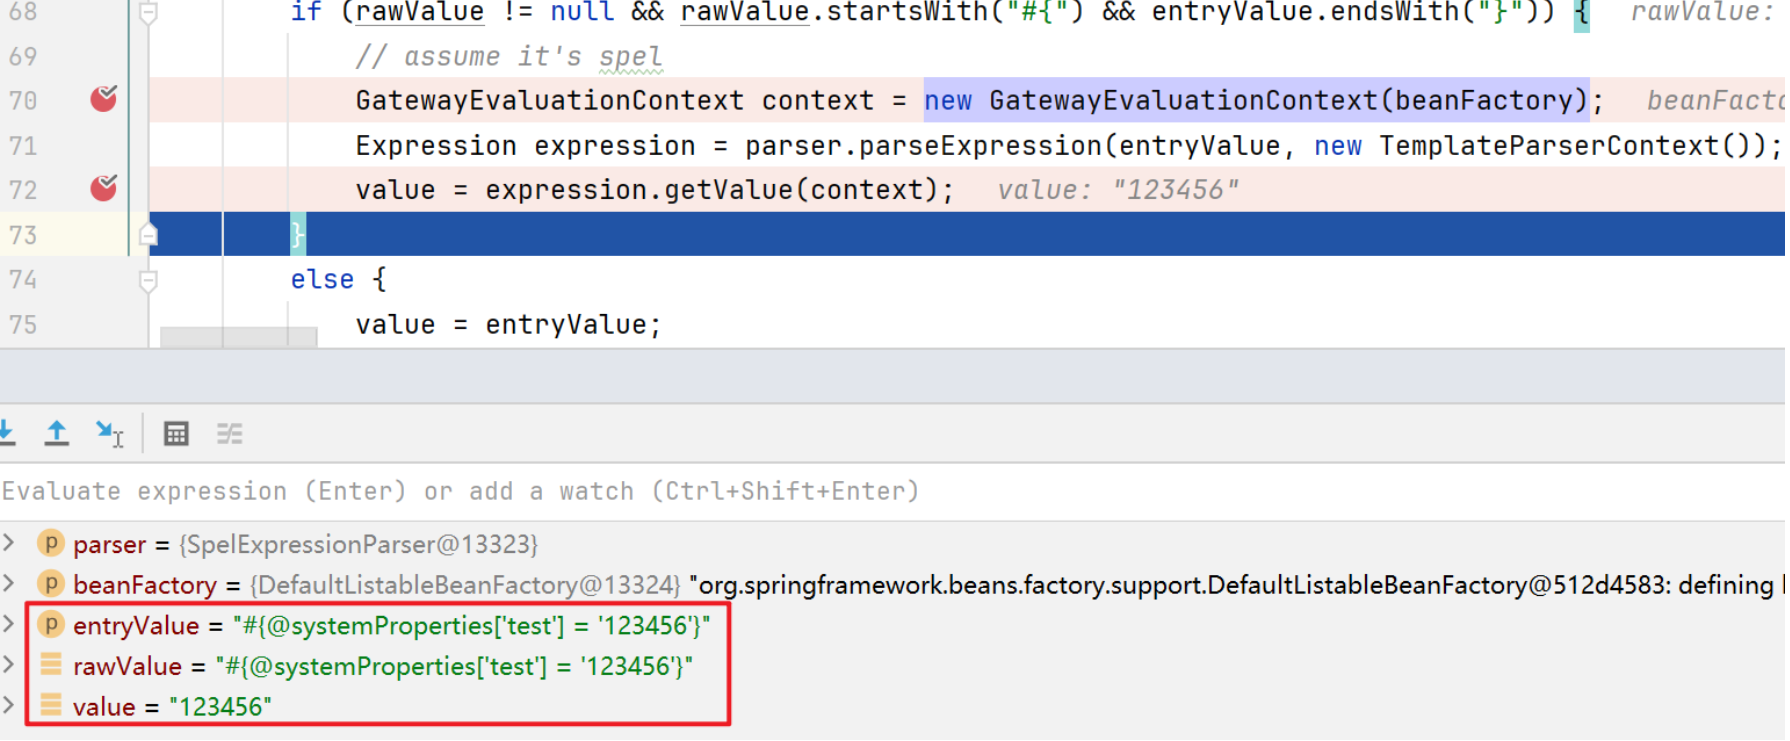 68 if (rawValue != null && rawValue.startsWith("#{") && entryValue.endsWith("}")) { rawValue:
69 // assume it's spel
70 GatewayEvaluationContext context = new GatewayEvaluationContext(beanFactory); beanFacto
71 Expression expression = parser.parseExpression(entryValue, new TemplateParserContext());
72 value = expression.getValue(context); value: "123456"
73 }
74 else {
75 value = entryValue;
Evaluate expression (Enter) or add a watch (Ctrl+Shift+Enter)
p parser = {SpelExpressionParser@13323}
p beanFactory = {DefaultListableBeanFactory@13324} "org.springframework.beans.factory.support.DefaultListableBeanFactory@512d4583: defining
p entryValue = "#{@systemProperties['test'] = '123456'}"
rawValue = "#{@systemProperties['test'] = '123456'}"
value = "123456"